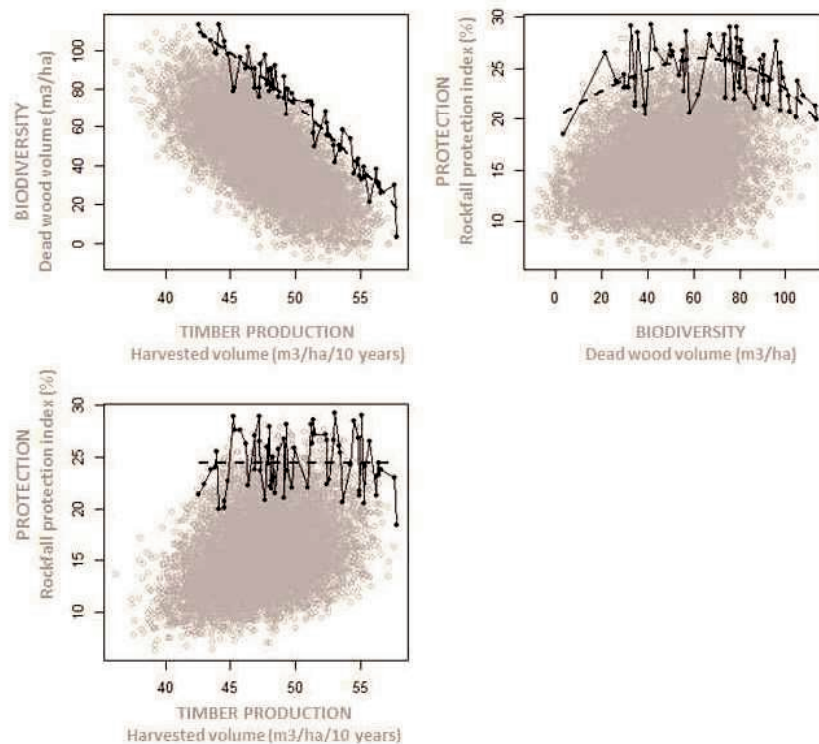 BIODIVERSITY
Dead wood volume (m3/ha)
100
80
60
40
20
0
40 45 50 55
TIMBER PRODUCTION
Harvested volume (m3/ha/10 years)
PROTECTION
Rockfall protection index (%)
30
25
20
15
10
0 20 40 60 80 100
BIODIVERSITY
Dead wood volume (m3/ha)
PROTECTION
Rockfall protection index (%)
30
25
20
15
10
40 45 50 55
TIMBER PRODUCTION
Harvested volume (m3/ha/10 years)